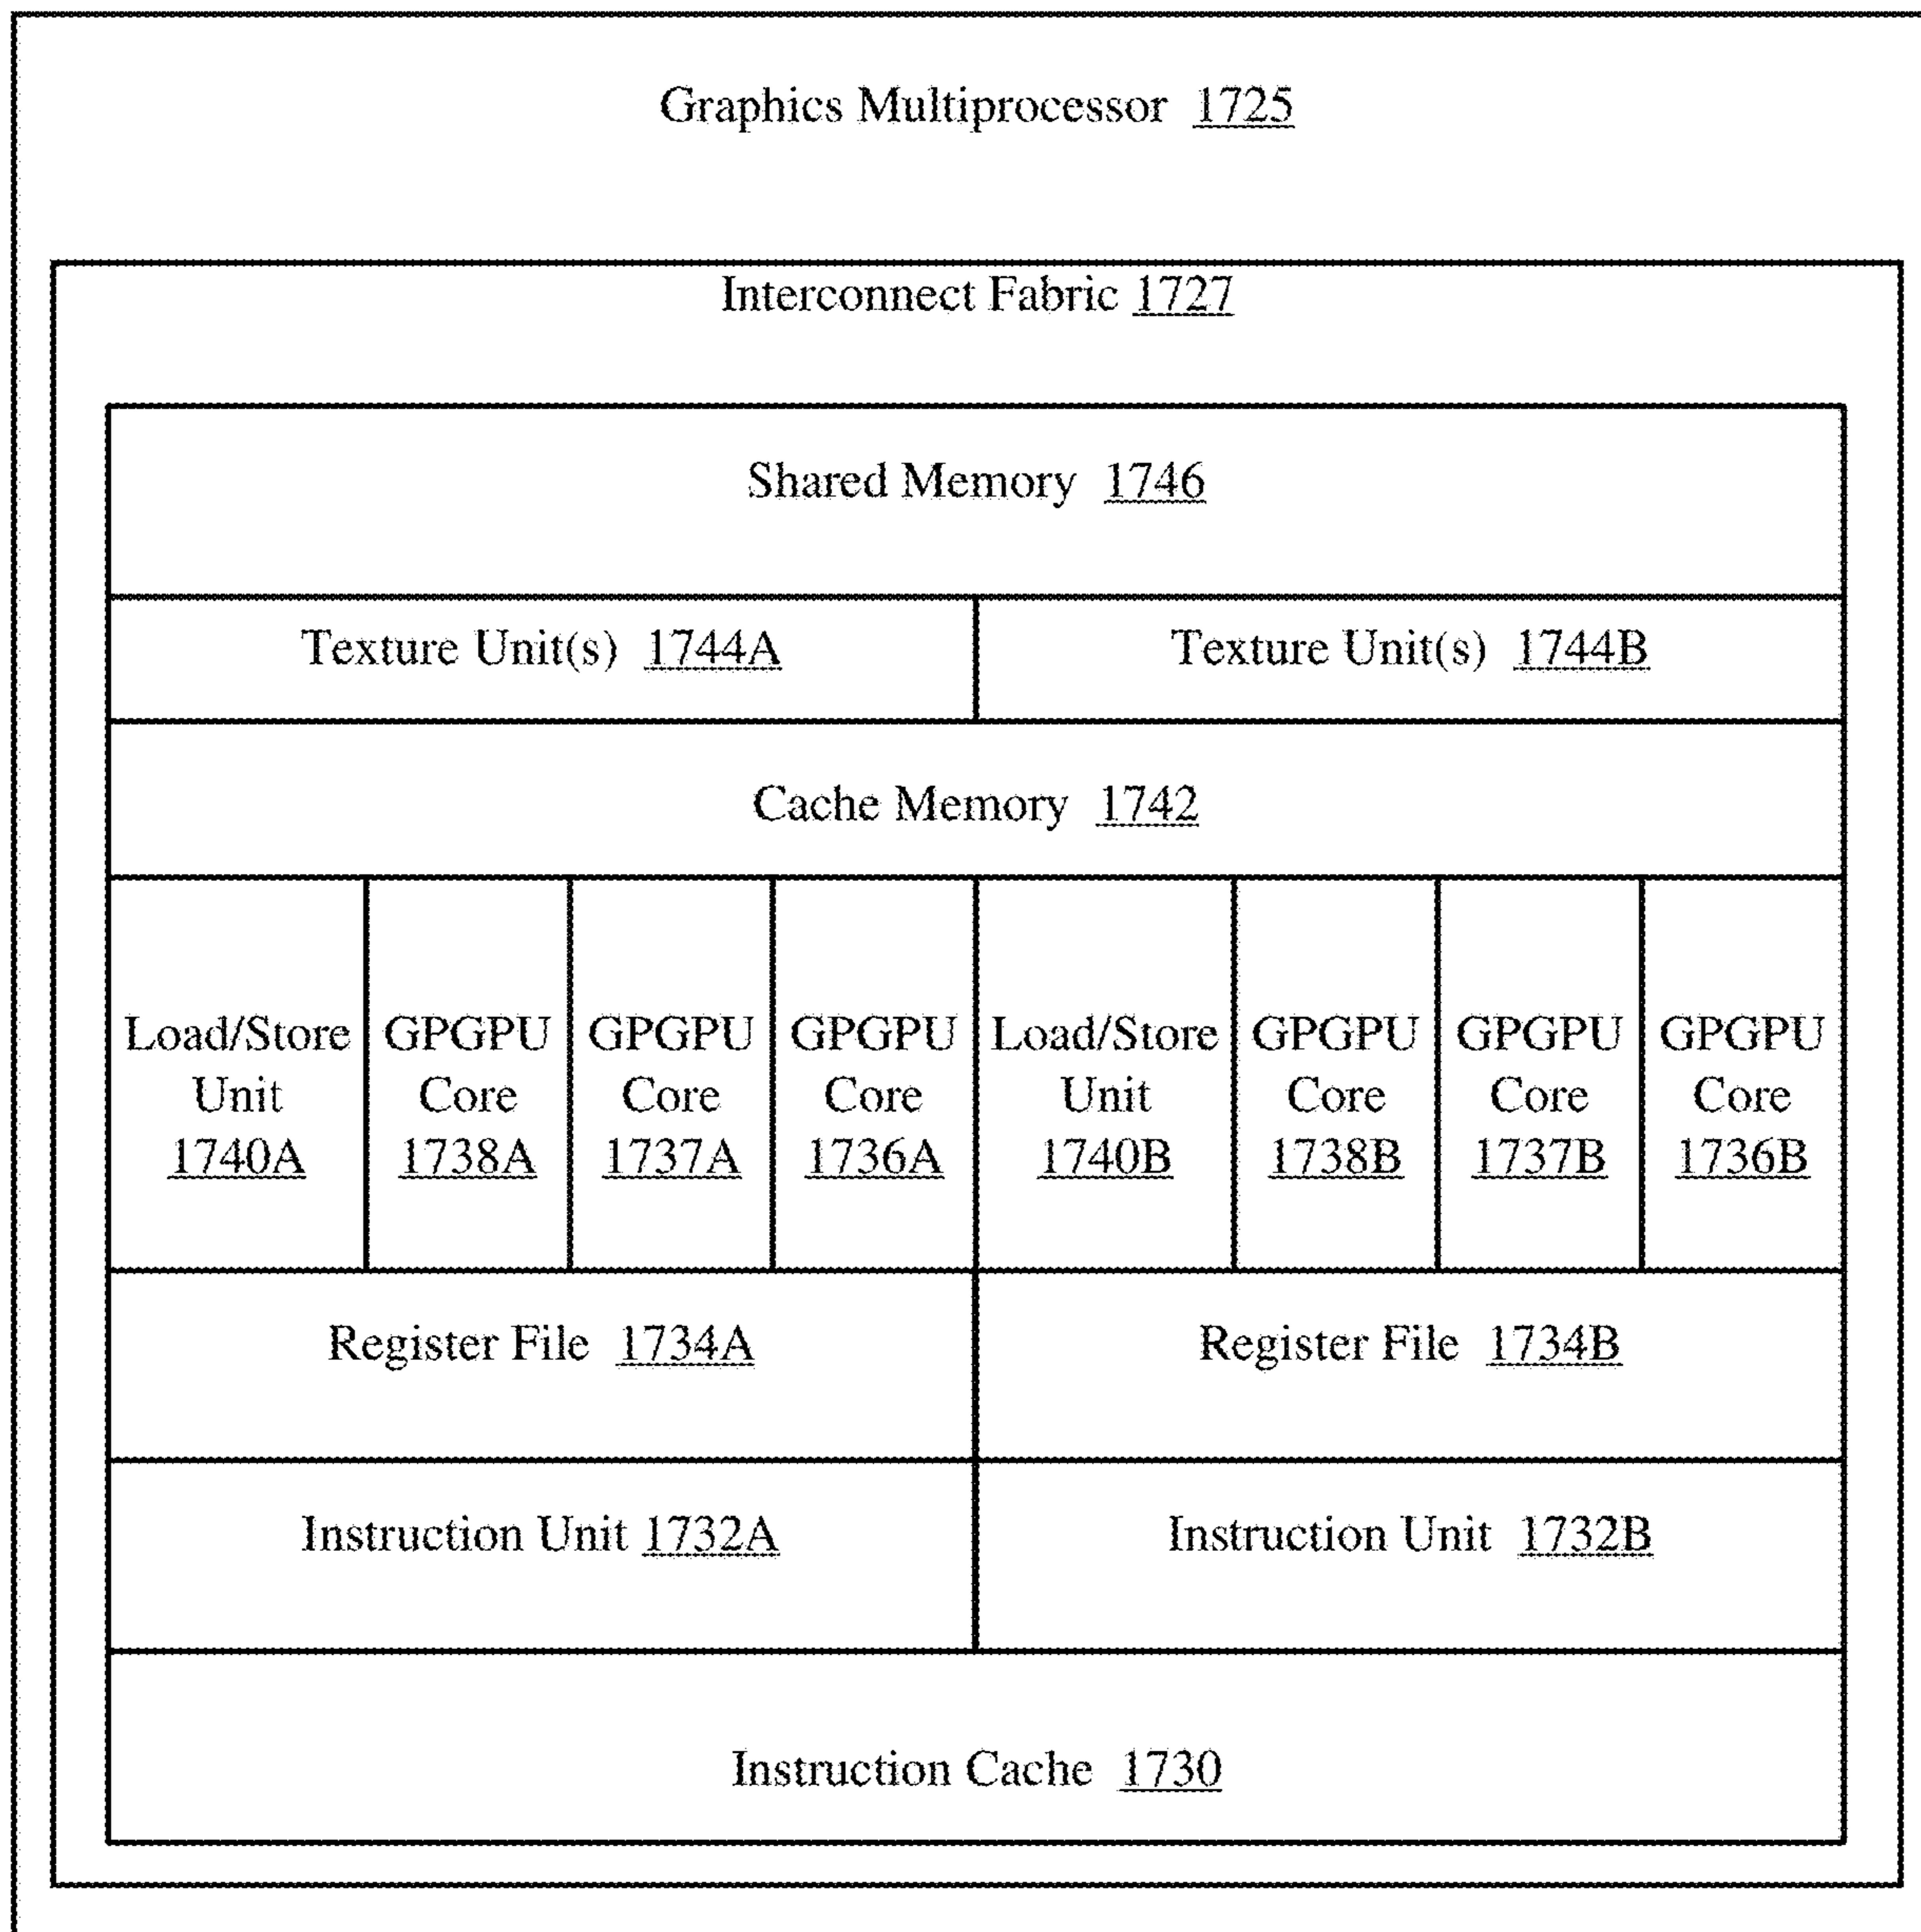 Graphics Multiprocessor 1725
Interconnect Fabric 1727
Shared Memory 1746
Texture Unit(s) 1744A
Texture Unit(s) 1744B
Cache Memory 1742
Load/Store
Unit
1740A
GPGPU
Core
1738A
GPGPU
Core
1737A
GPGPU
Core
1736A
Load/Store
Unit
1740B
GPGPU
Core
1738B
GPGPU
Core
1737B
GPGPU
Core
1736B
Register File 1734A
Register File 1734B
Instruction Unit 1732A
Instruction Unit 1732B
Instruction Cache 1730